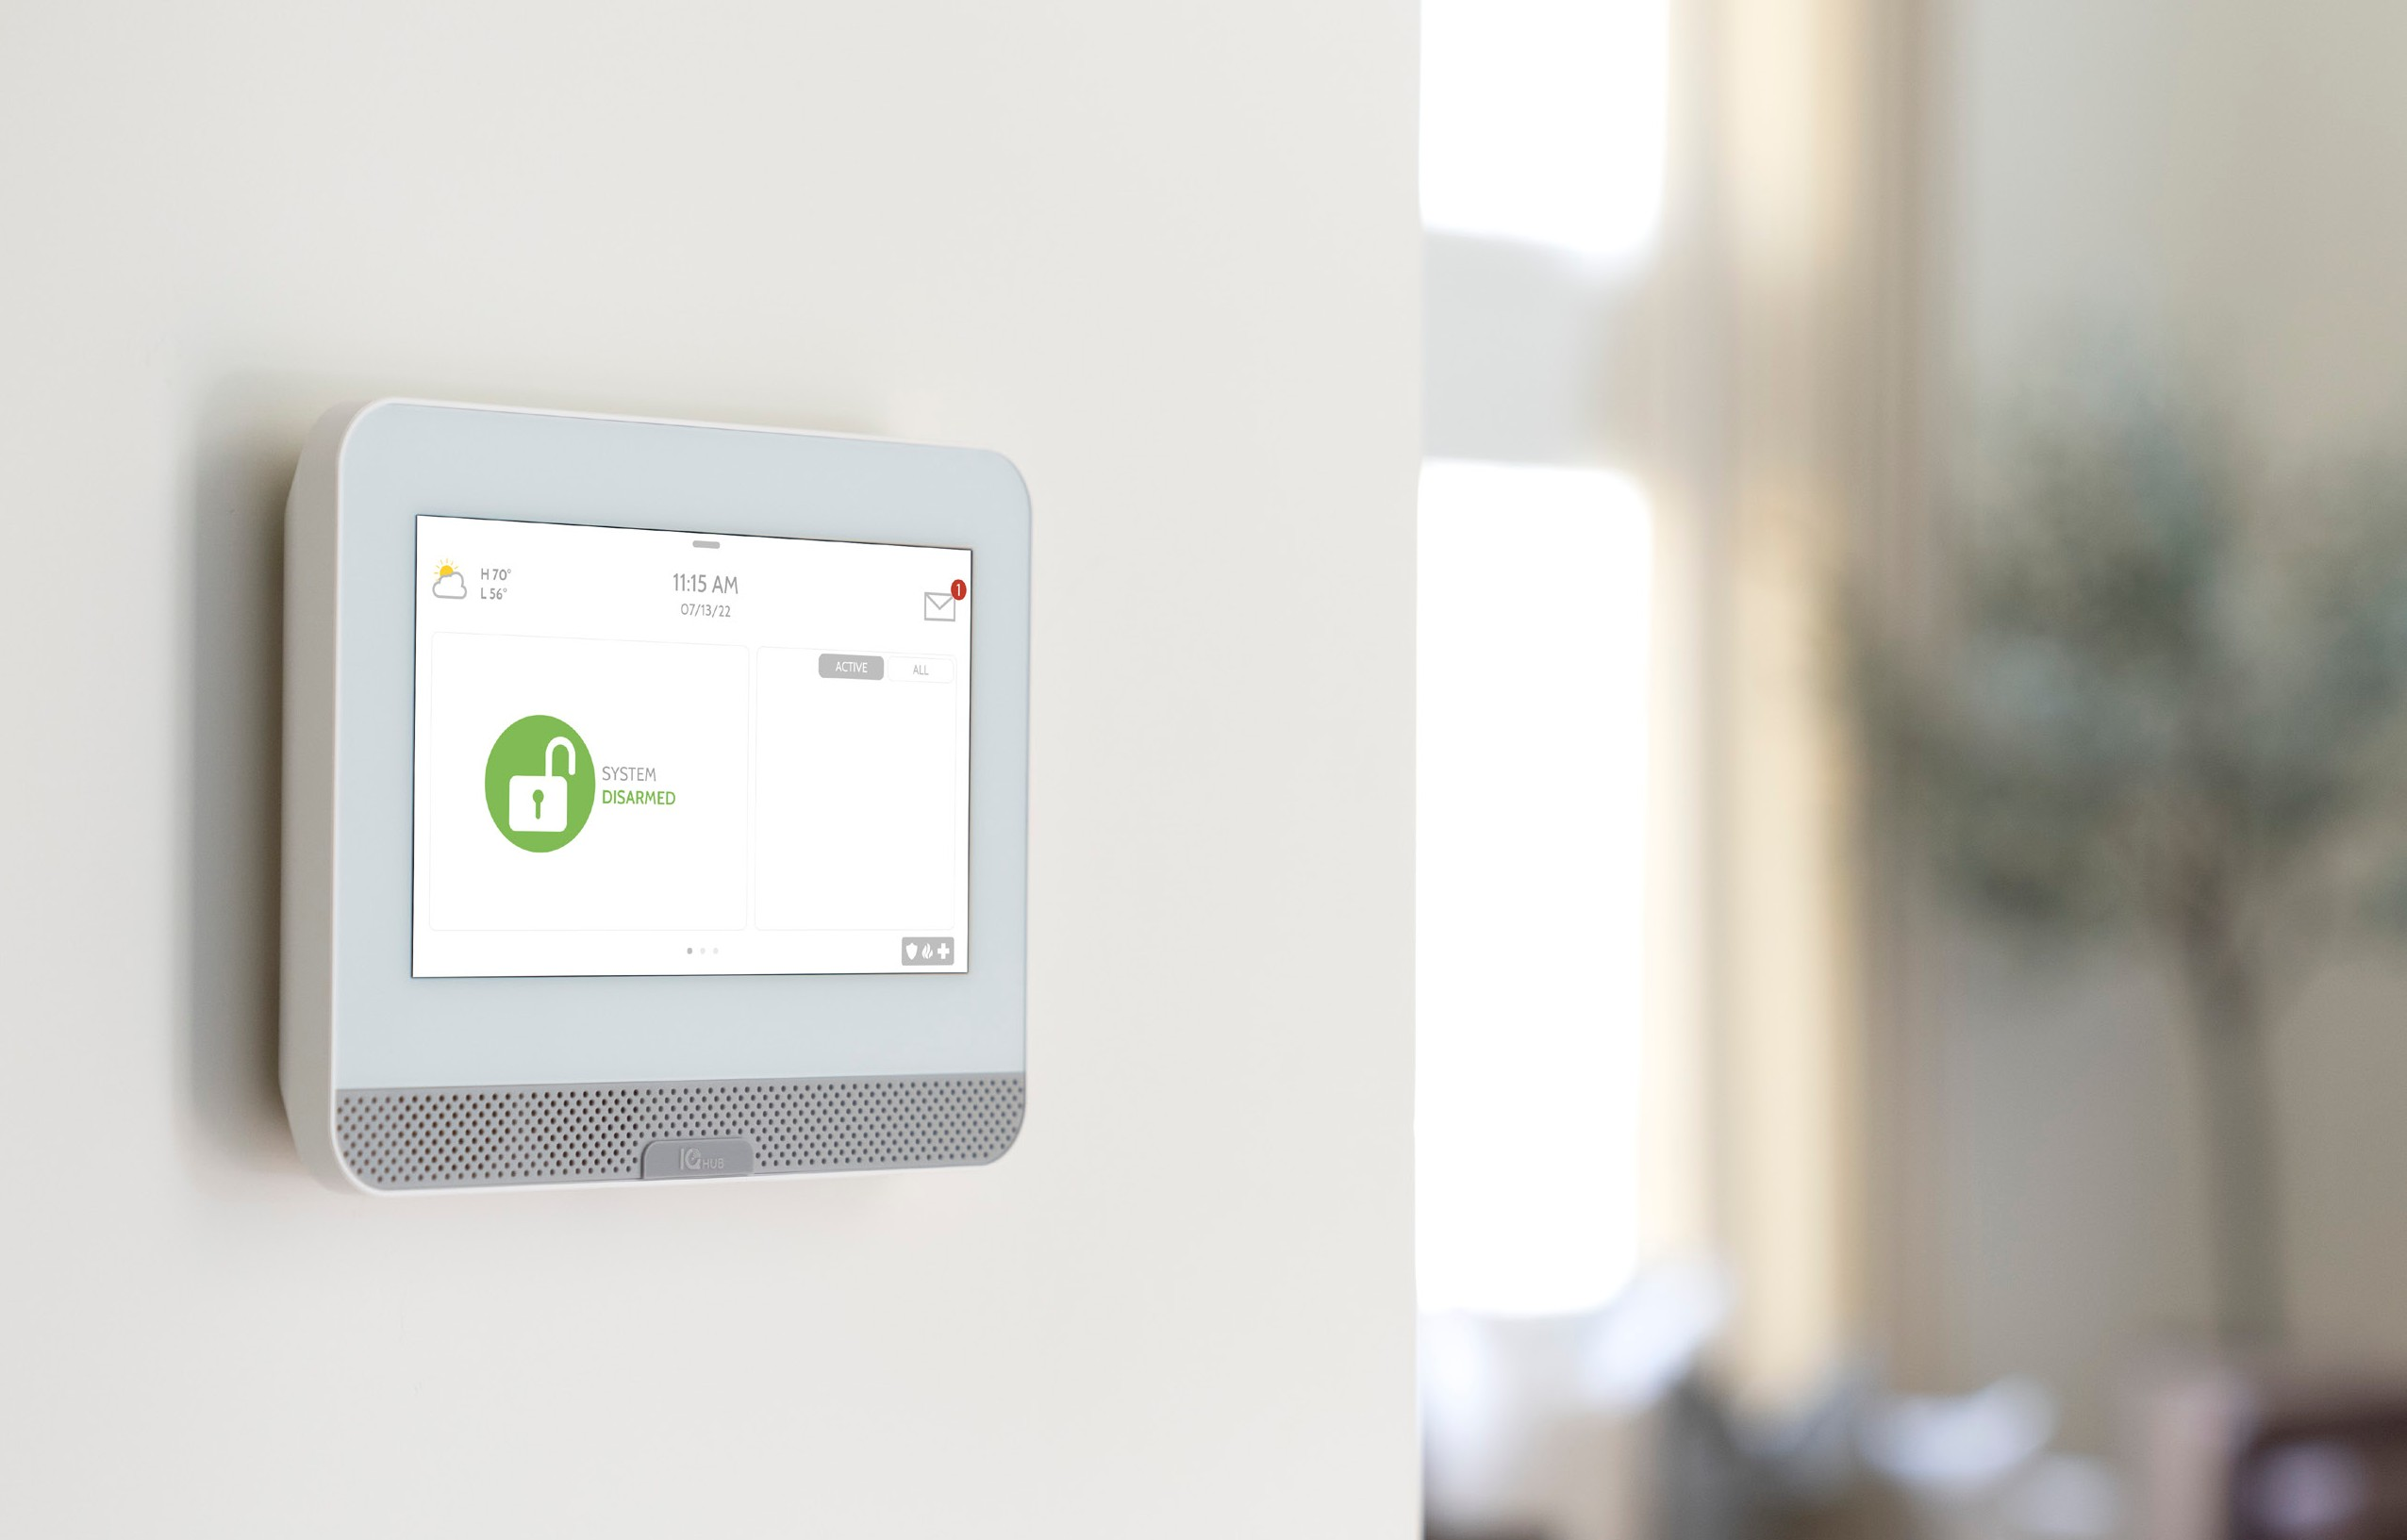 H 70°
L 56°
11:15 AM
07/13/22
1
ACTIVE
ALL
SYSTEM
DISARMED
IQ HUB